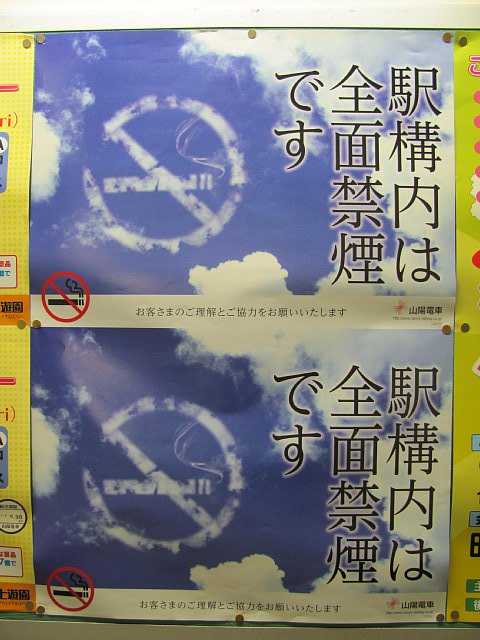 駅構内は
全面禁煙
です
お客さまのご理解とご協力をお願いいたします
山陽電車
駅構内は
全面禁煙
です
お客さまのご理解とご協力をお願いいたします
山陽電車